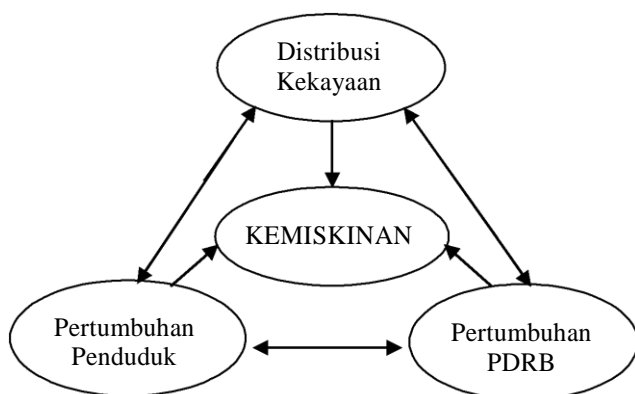 Distribusi
Kekayaan
KEMISKINAN
Pertumbuhan
Penduduk
Pertumbuhan
PDRB